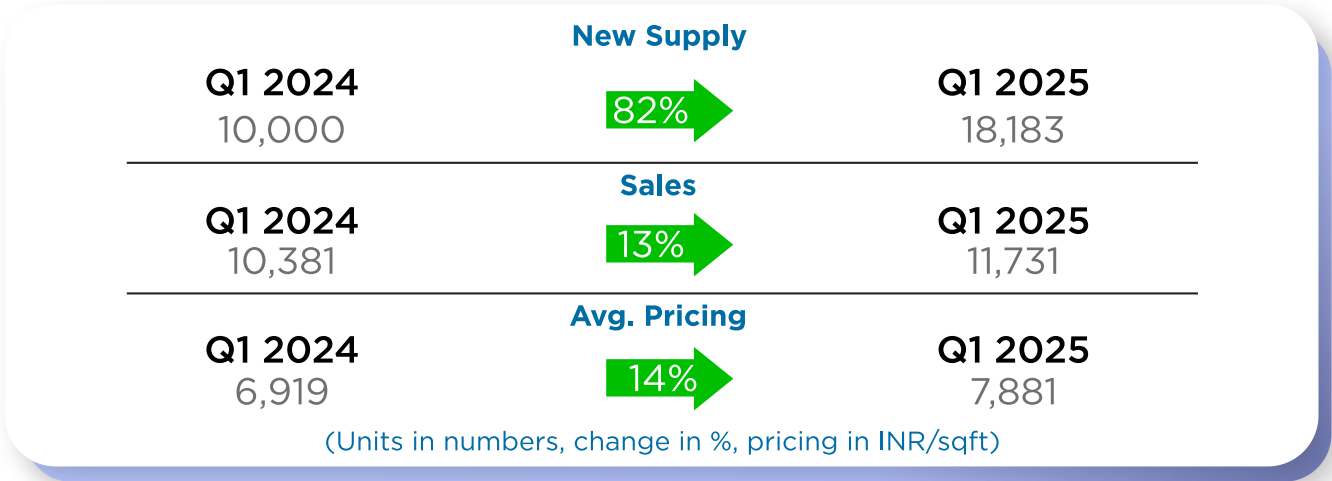 New Supply
Q1 2024
10,000
82%
Q1 2025
18,183
Sales
Q1 2024
10,381
13%
Q1 2025
11,731
Avg. Pricing
Q1 2024
6,919
14%
Q1 2025
7,881
(Units in numbers, change in %, pricing in INR/sqft)